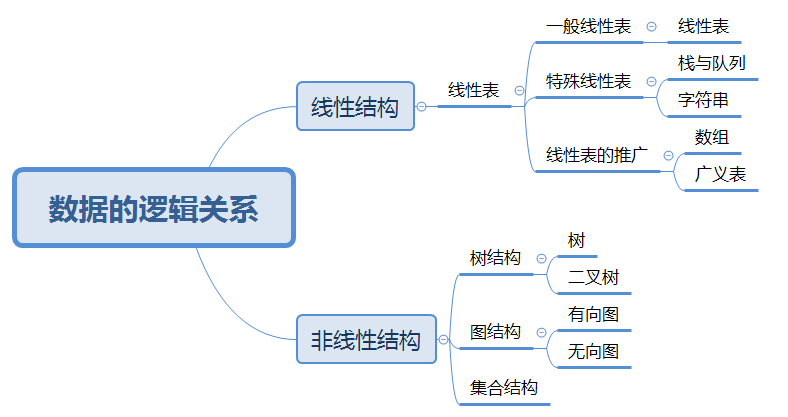 数据的逻辑关系
线性结构
线性表
一般线性表
线性表
特殊线性表
栈与队列
字符串
线性表的推广
数组
广义表
非线性结构
树结构
树
二叉树
图结构
有向图
无向图
集合结构